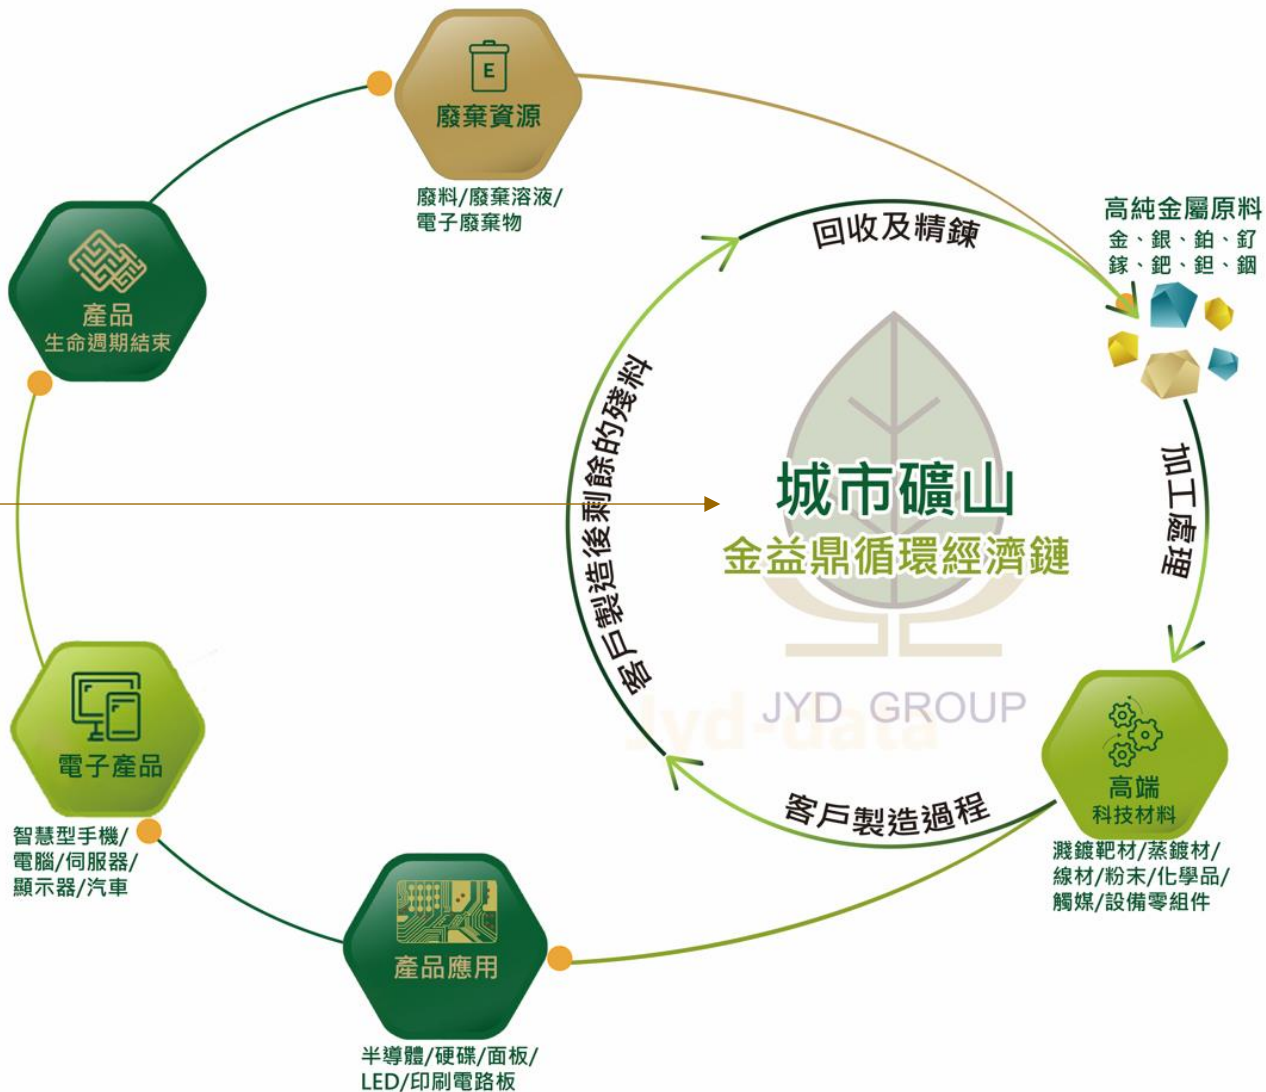 E
廢棄資源
廢料/廢棄溶液/
電子廢棄物
回收及精鍊
高純金屬原料
金、銀、鉑、釕
鎵、鈀、鉭、銦
產品
生命週期結束
客戶製造後剩餘的殘料
城市礦山
金益鼎循環經濟鏈
加工處理
JYD GROUP
Jyd-data
電子產品
智慧型手機/
電腦/伺服器/
顯示器/汽車
高端
科技材料
濺鍍靶材/蒸鍍材/
線材/粉末/化學品/
觸媒/設備零組件
客戶製造過程
產品應用
半導體/硬碟/面板/
LED/印刷電路板